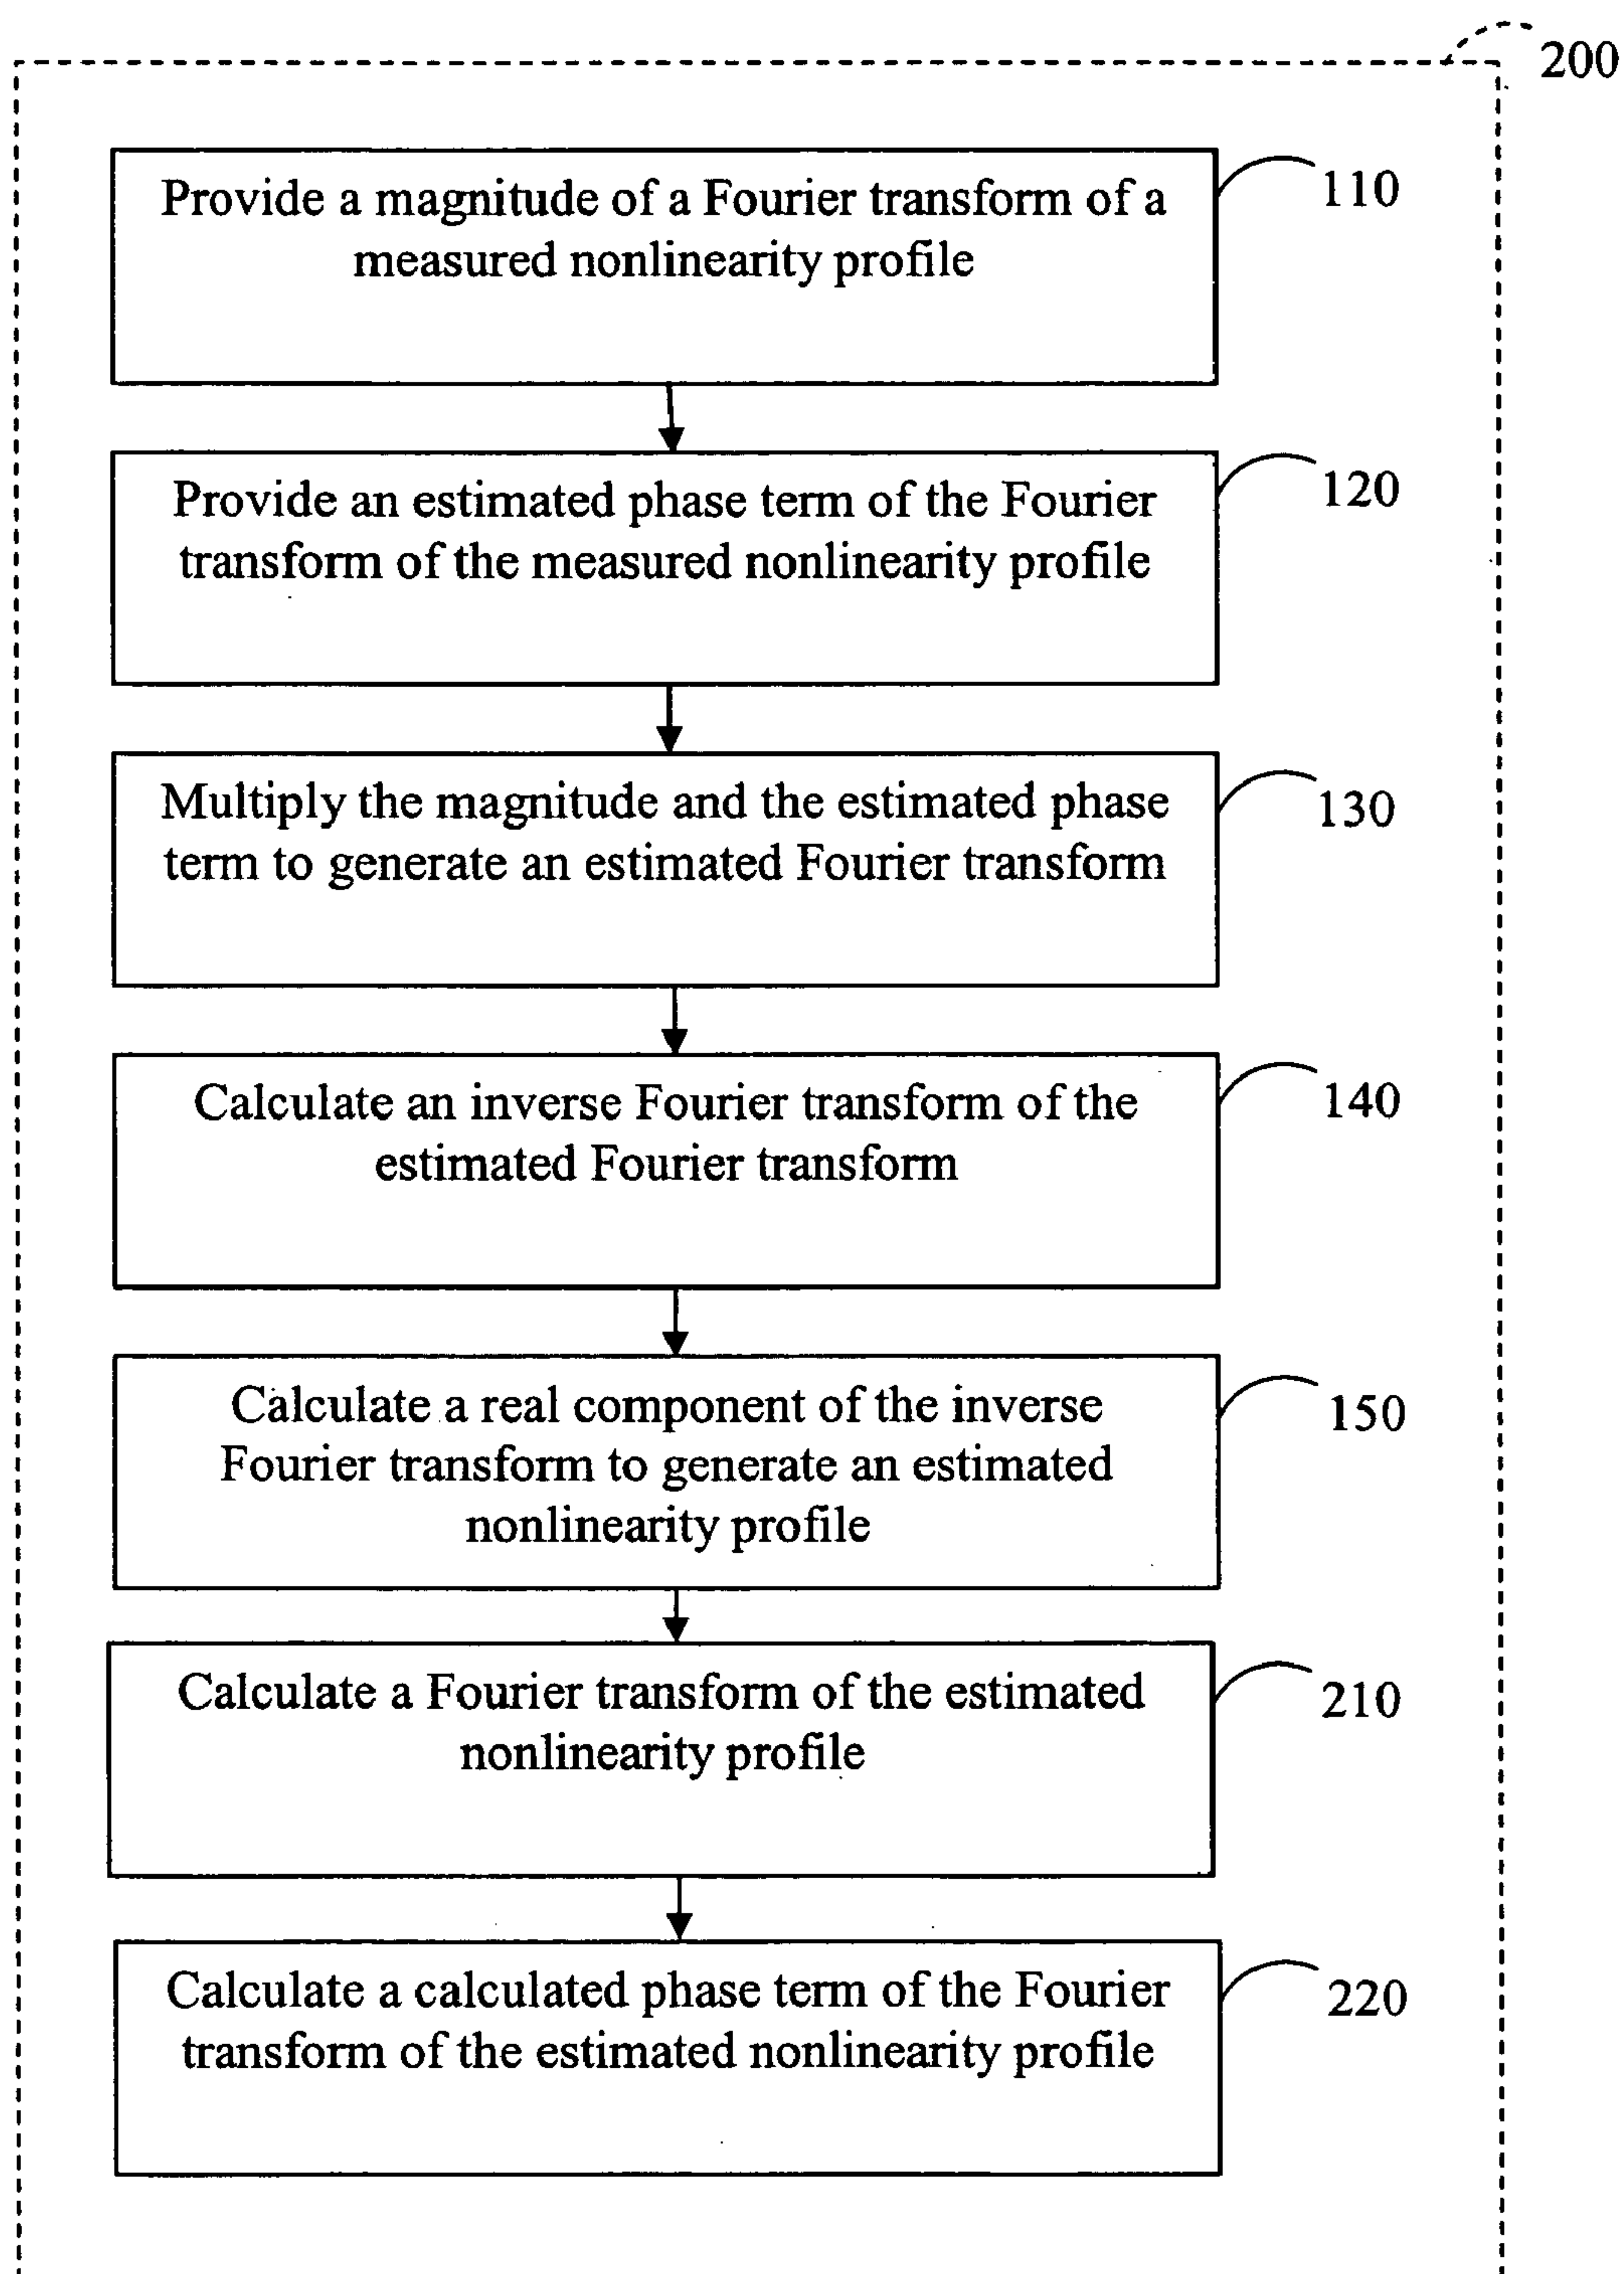 200
Provide a magnitude of a Fourier transform of a
measured nonlinearity profile
110
Provide an estimated phase term of the Fourier
transform of the measured nonlinearity profile
120
Multiply the magnitude and the estimated phase
term to generate an estimated Fourier transform
130
Calculate an inverse Fourier transform of the
estimated Fourier transform
140
Calculate a real component of the inverse
Fourier transform to generate an estimated
nonlinearity profile
150
Calculate a Fourier transform of the estimated
nonlinearity profile
210
Calculate a calculated phase term of the Fourier
transform of the estimated nonlinearity profile
220